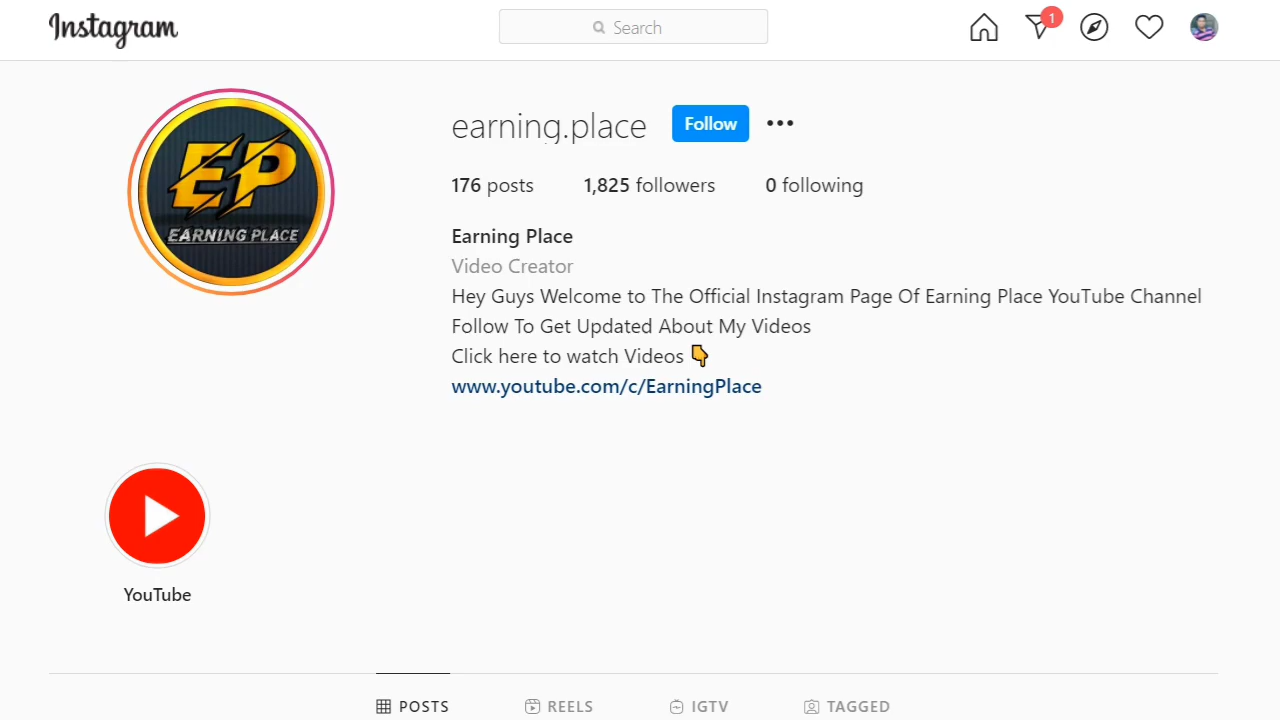 Instagram
Search
1
EP
EARNING PLACE
earning.place
Follow
176 posts 1,825 followers 0 following
Earning Place
Video Creator
Hey Guys Welcome to The Official Instagram Page Of Earning Place YouTube Channel
Follow To Get Updated About My Videos
Click here to watch Videos 👇
www.youtube.com/c/EarningPlace
YouTube
POSTS REELS IGTV TAGGED